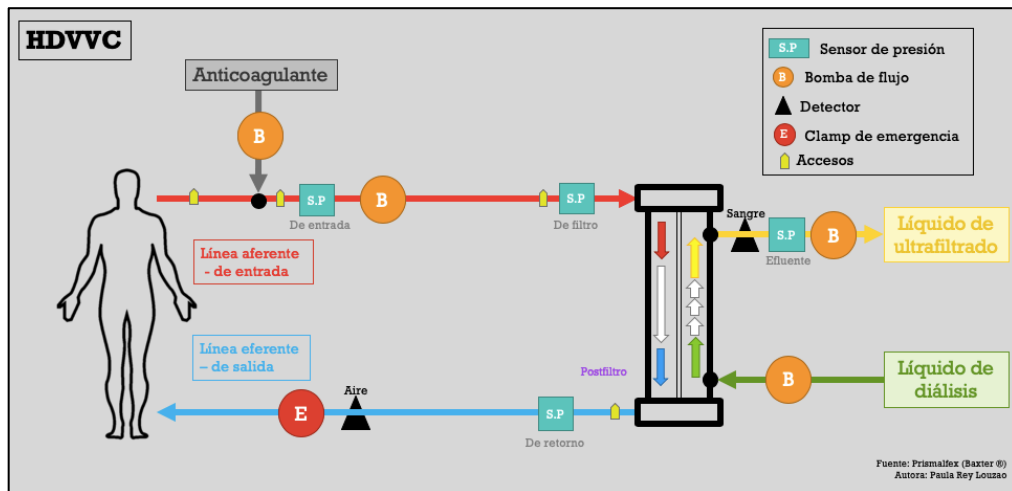 HDVVC
Anticoagulante
B
S.P
Sensor de presión
B
Bomba de flujo
Detector
E
Clamp de emergencia
Accesos
S.P
De entrada
B
S.P
De filtro
Línea aferente
- de entrada
Sangre
S.P
Efluente
B
Líquido de
ultrafiltrado
Línea eferente
– de salida
Postfiltro
B
Líquido de
diálisis
E
Aire
S.P
De retorno
Fuente: Prismalfex (Baxter ®)
Autora: Paula Rey Louzao